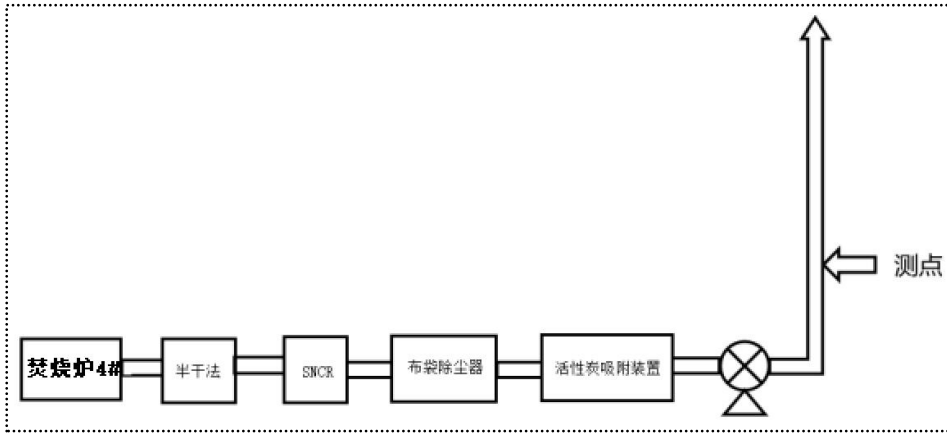 测点
焚烧炉4#
半干法
SNCR
布袋除尘器
活性炭吸附装置